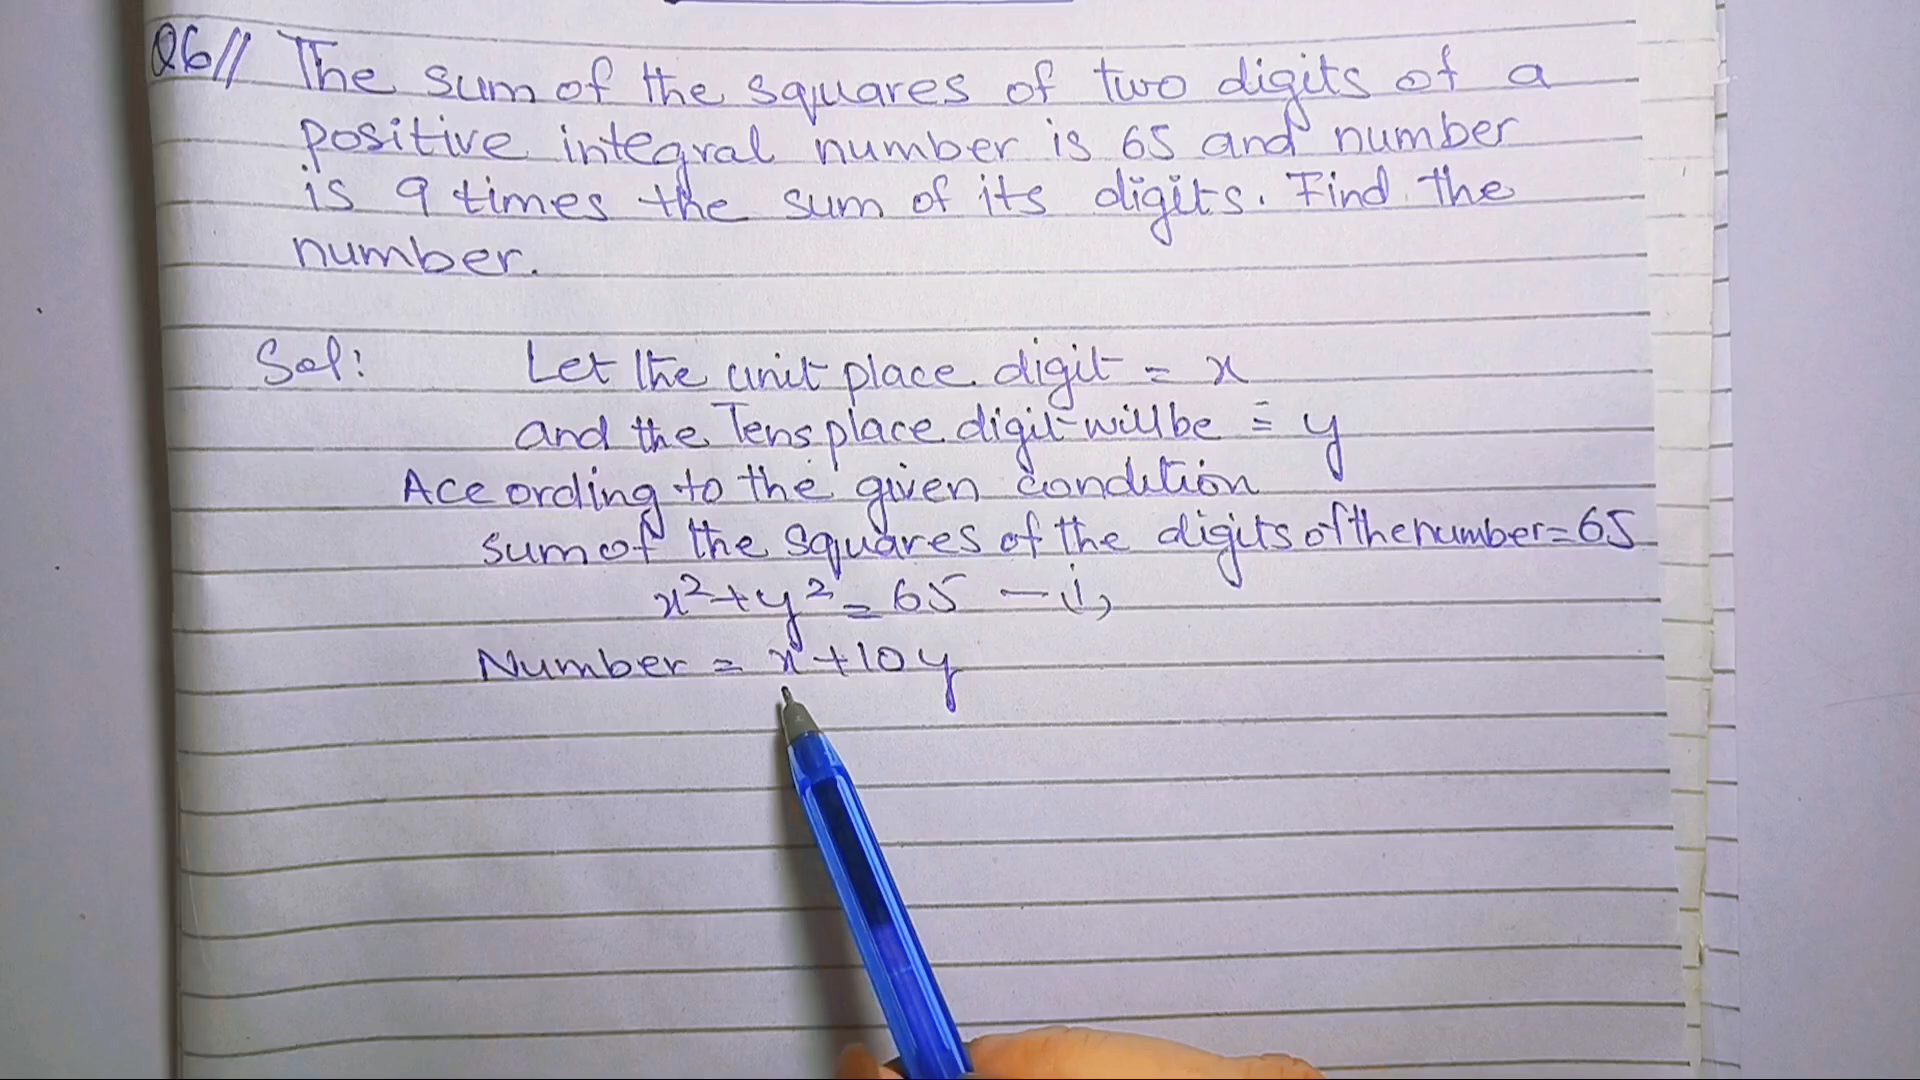 Q6// The sum of the squares of two digits of a
positive integral number is 65 and number
is 9 times the sum of its digits. Find the
number.
Sol: Let the unit place digit = x
and the Tens place digit will be = y
Aceording to the given condition
sum of the squares of the digits of the number = 65
x²+y² = 65 — i,
Number = x+10y